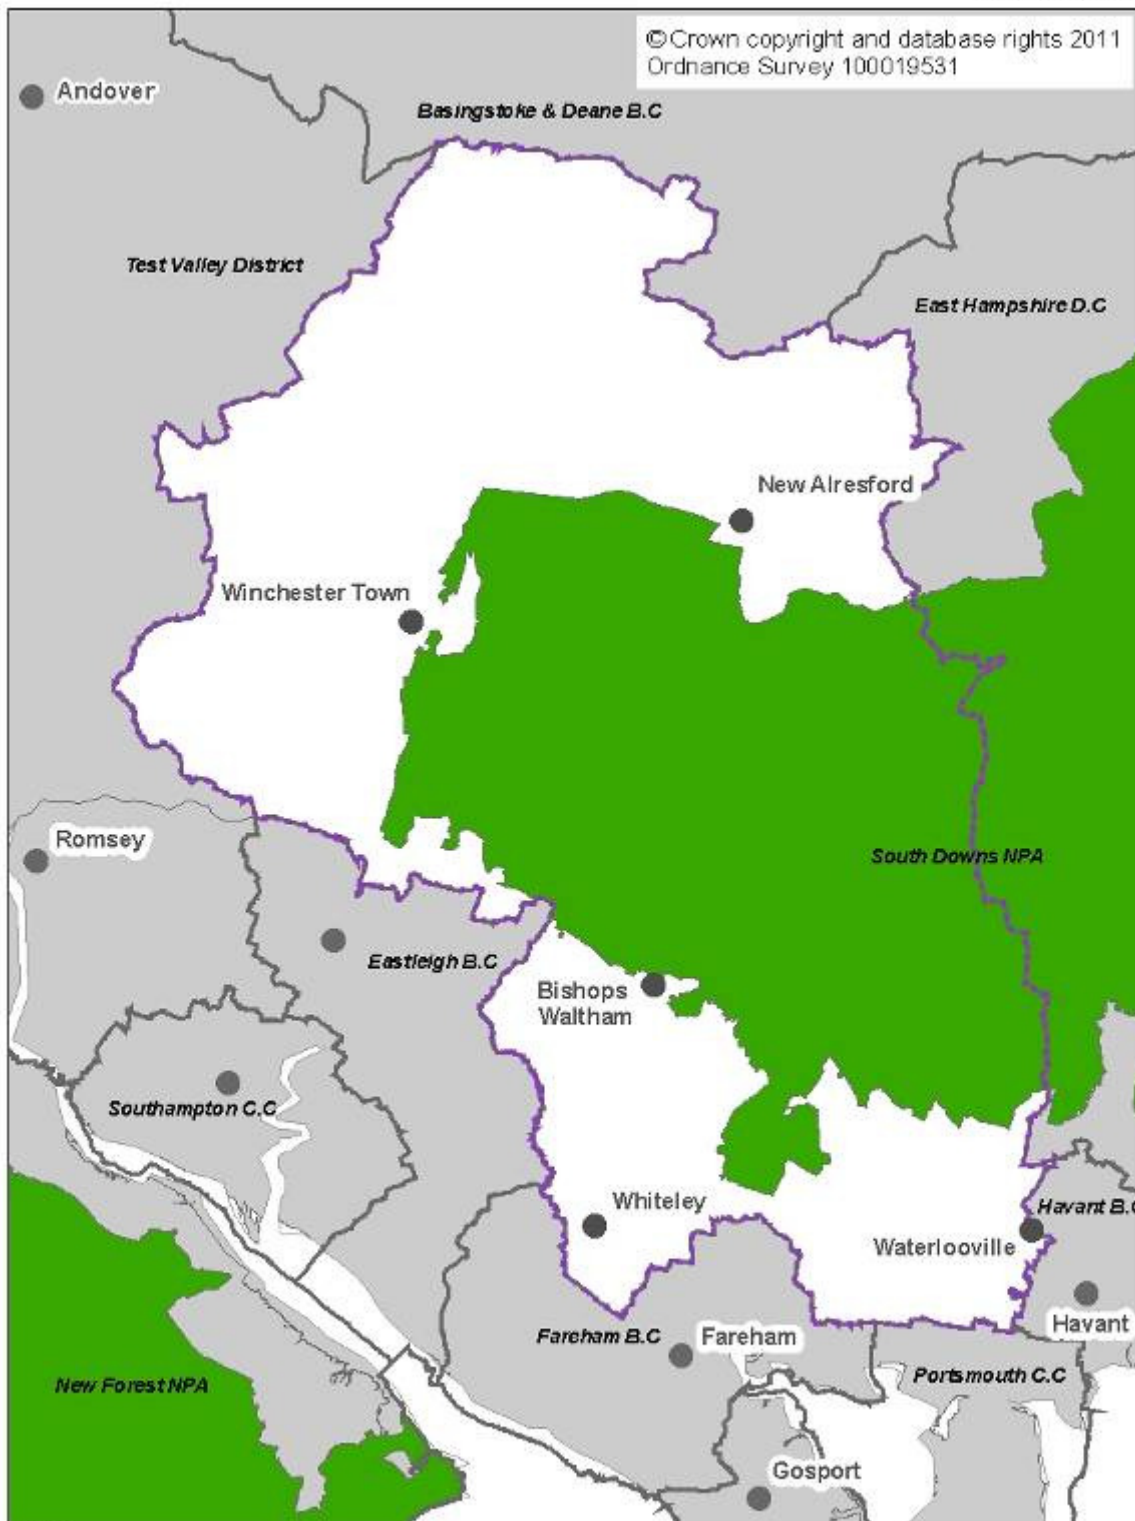 © Crown copyright and database rights 2011
Ordnance Survey 100019531
Andover
Basingstoke & Deane B.C
Test Valley District
East Hampshire D.C
New Alresford
Winchester Town
Romsey
South Downs NPA
Eastleigh B.C
Bishops
Waltham
Southampton C.C
Whiteley
Havant B.C
Waterlooville
Havant
Fareham B.C
Fareham
New Forest NPA
Portsmouth C.C
Gosport